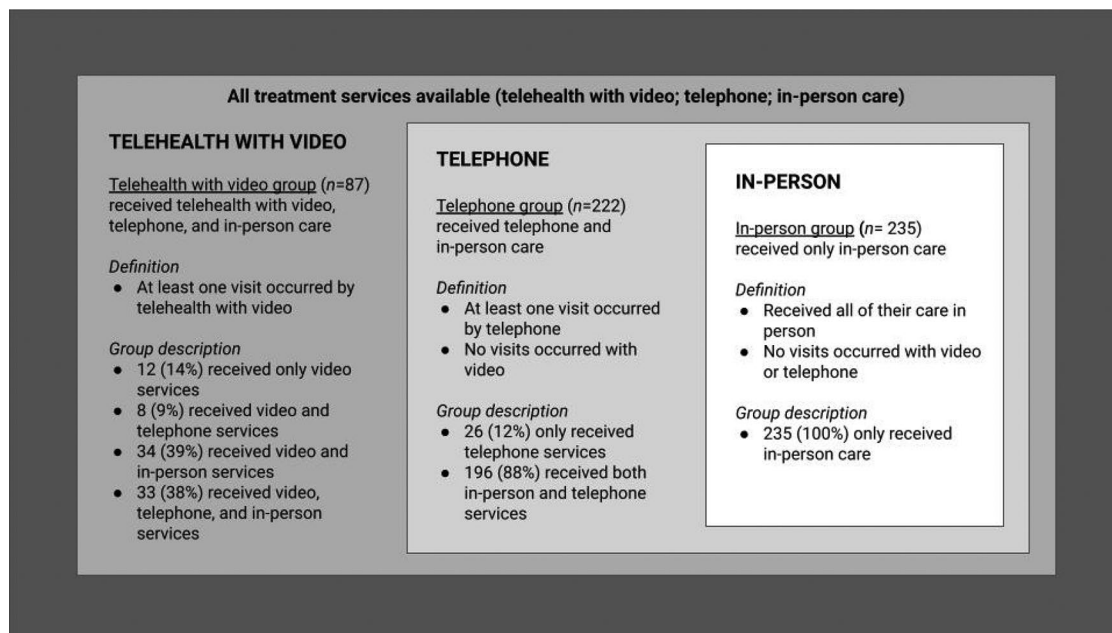 All treatment services available (telehealth with video; telephone; in-person care)
TELEHEALTH WITH VIDEO
Telehealth with video group (n=87)
received telehealth with video,
telephone, and in-person care
Definition
● At least one visit occurred by
telehealth with video
Group description
● 12 (14%) received only video
services
● 8 (9%) received video and
telephone services
● 34 (39%) received video and
in-person services
● 33 (38%) received video,
telephone, and in-person
services
TELEPHONE
Telephone group (n=222)
received telephone and
in-person care
Definition
● At least one visit occurred
by telephone
● No visits occurred with
video
Group description
● 26 (12%) only received
telephone services
● 196 (88%) received both
in-person and telephone
services
IN-PERSON
In-person group (n= 235)
received only in-person care
Definition
● Received all of their care in
person
● No visits occurred with video
or telephone
Group description
● 235 (100%) only received
in-person care